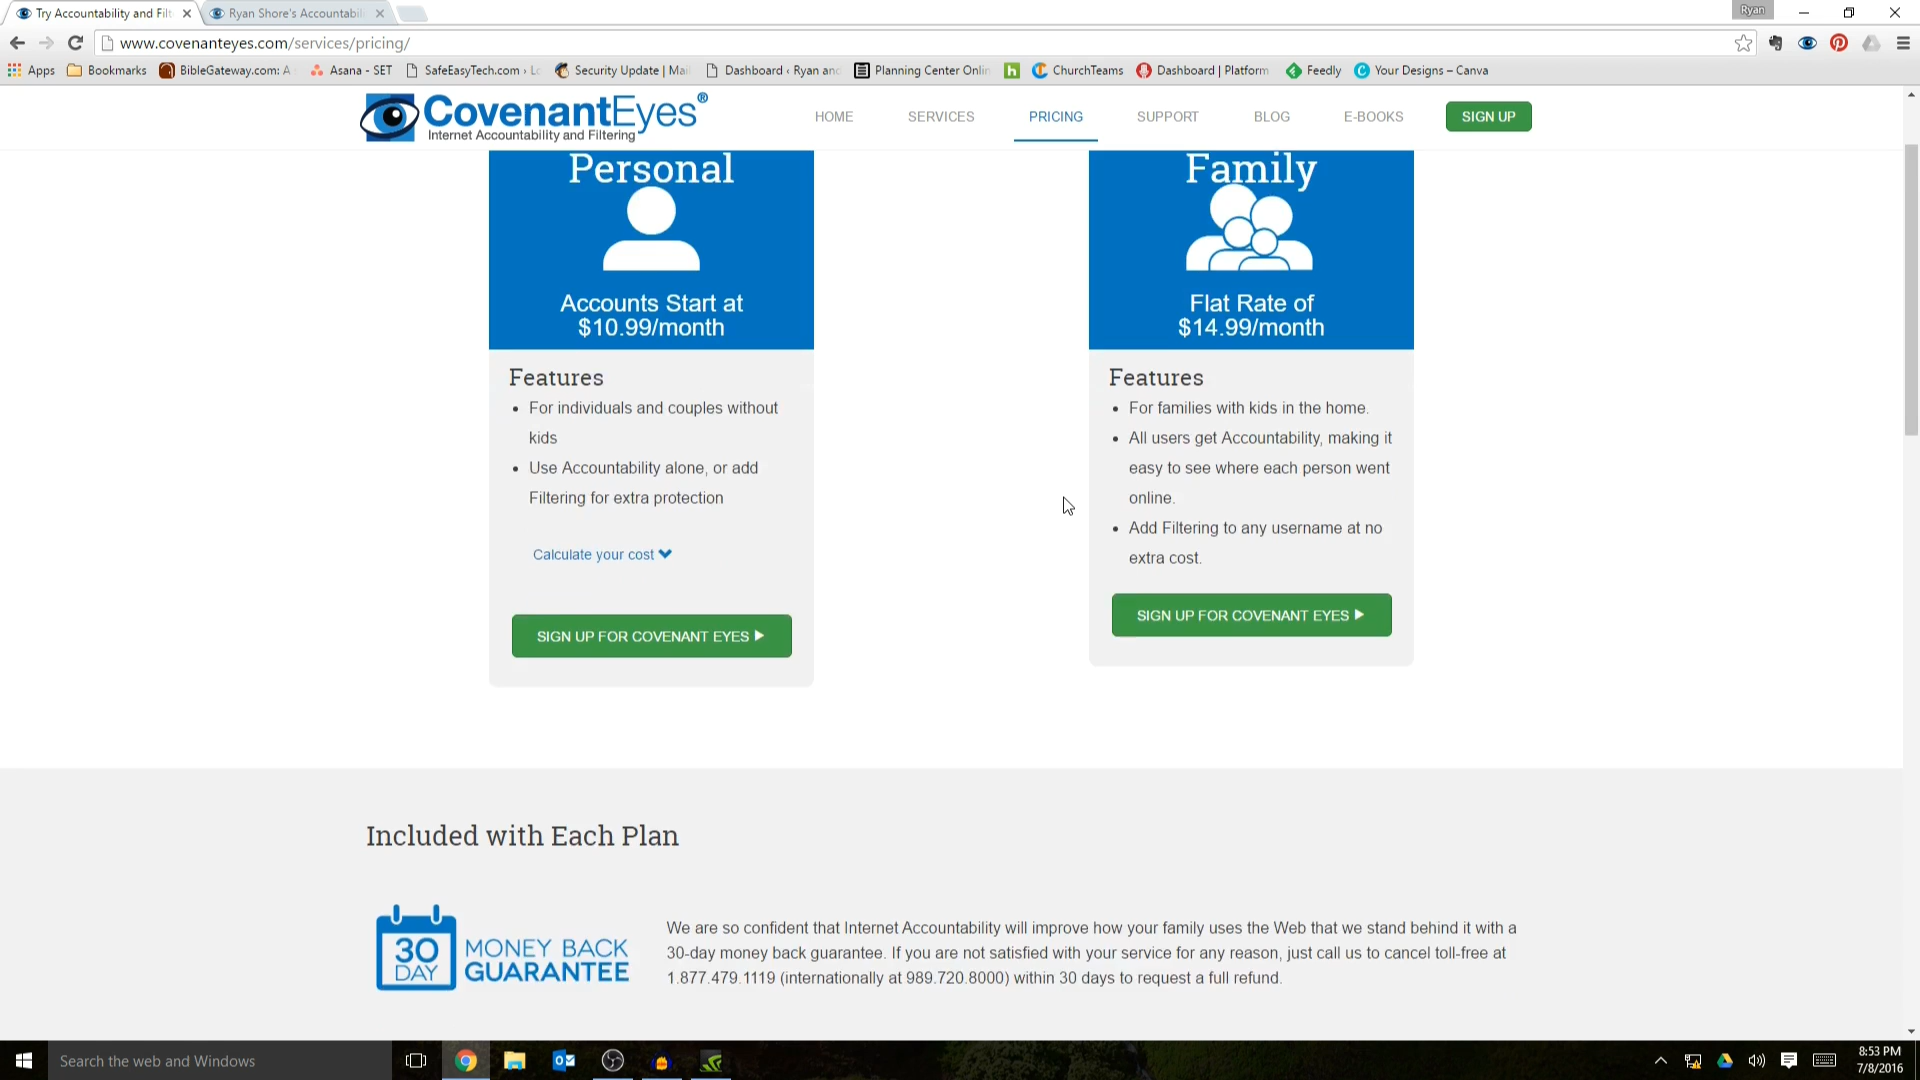 Try Accountability and Filt
Ryan Shore's Accountabil
Ryan
www.covenanteyes.com/services/pricing/
Apps
Bookmarks
BibleGateway.com: A
Asana - SET
SafeEasyTech.com › Lo
Security Update | Mai
Dashboard ‹ Ryan and
Planning Center Onlin
h
ChurchTeams
Dashboard | Platform
Feedly
Your Designs – Canva
CovenantEyes®
Internet Accountability and Filtering
HOME
SERVICES
PRICING
SUPPORT
BLOG
E-BOOKS
SIGN UP
Personal
Accounts Start at
$10.99/month
Features
• For individuals and couples without
kids
• Use Accountability alone, or add
Filtering for extra protection
Calculate your cost
SIGN UP FOR COVENANT EYES
Family
Flat Rate of
$14.99/month
Features
• For families with kids in the home.
• All users get Accountability, making it
easy to see where each person went
online.
• Add Filtering to any username at no
extra cost.
SIGN UP FOR COVENANT EYES
Included with Each Plan
30
DAY
MONEY BACK
GUARANTEE
We are so confident that Internet Accountability will improve how your family uses the Web that we stand behind it with a
30-day money back guarantee. If you are not satisfied with your service for any reason, just call us to cancel toll-free at
1.877.479.1119 (internationally at 989.720.8000) within 30 days to request a full refund.
Search the web and Windows
8:53 PM
7/8/2016